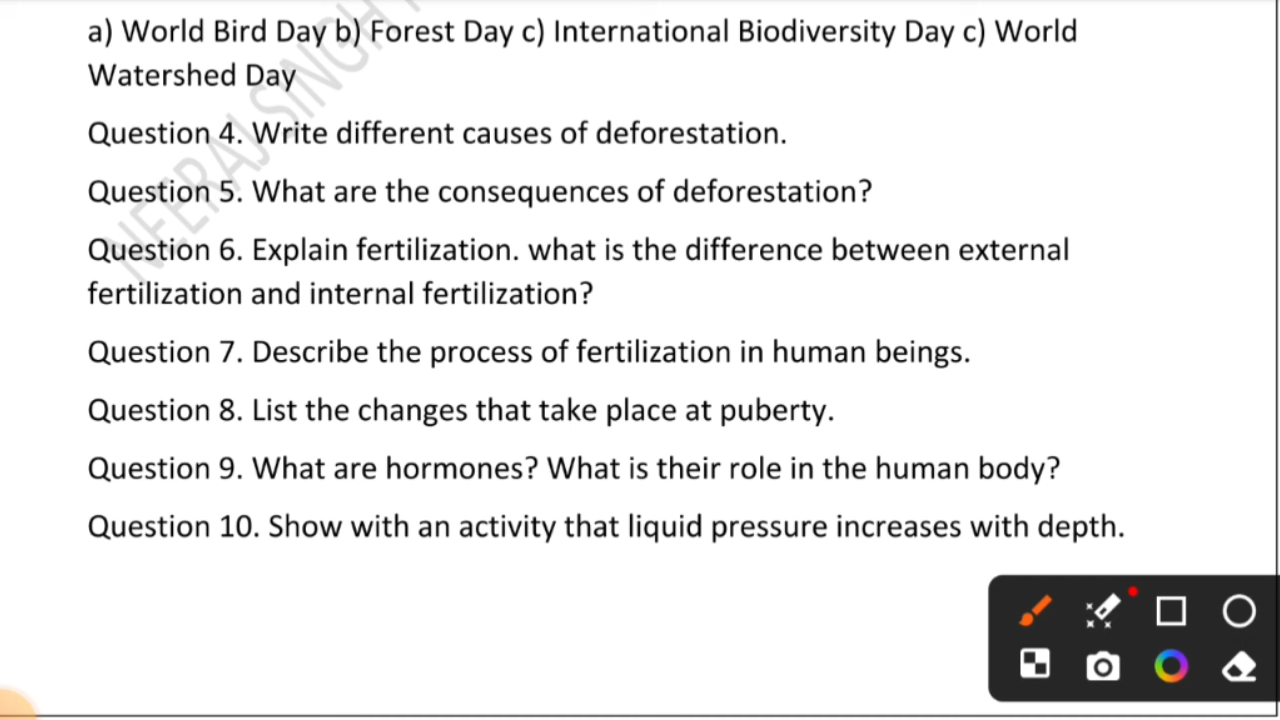 a) World Bird Day b) Forest Day c) International Biodiversity Day c) World
Watershed Day
Question 4. Write different causes of deforestation.
Question 5. What are the consequences of deforestation?
Question 6. Explain fertilization. what is the difference between external
fertilization and internal fertilization?
Question 7. Describe the process of fertilization in human beings.
Question 8. List the changes that take place at puberty.
Question 9. What are hormones? What is their role in the human body?
Question 10. Show with an activity that liquid pressure increases with depth.
NEERAJ SINGH